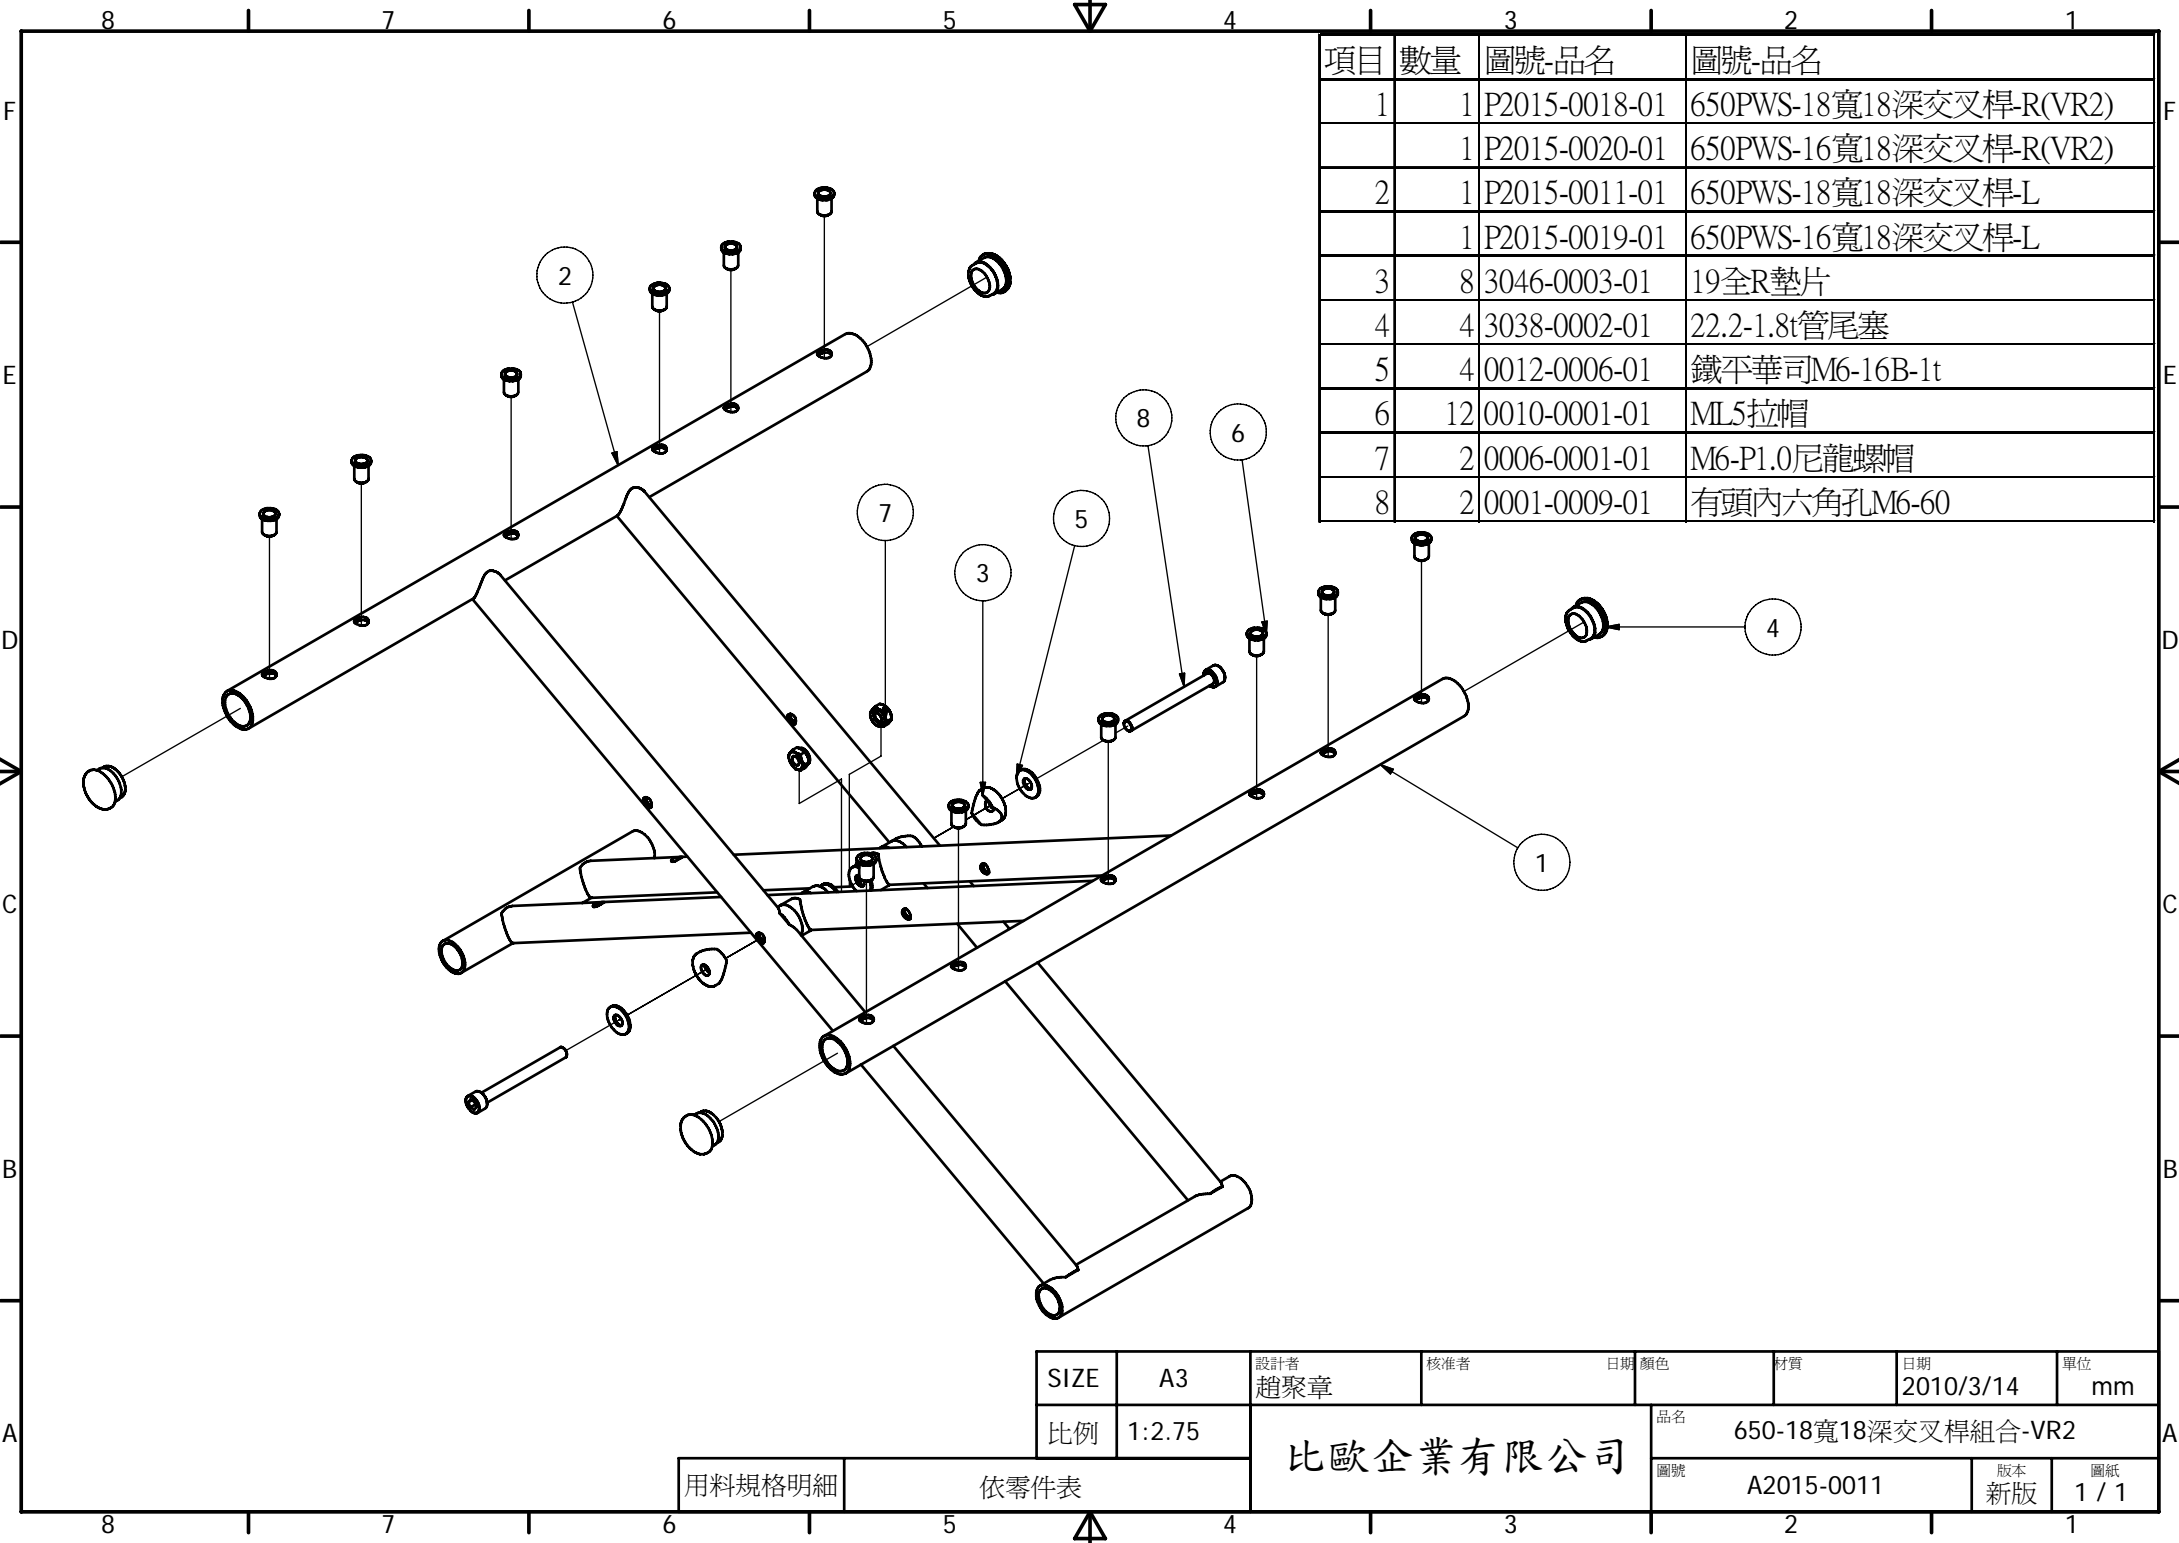 8 7 6 5 4 3 2 1
項目 數量 圖號-品名 圖號-品名
1 1 P2015-0018-01 650PWS-18寬18深交叉桿-R(VR2)
1 P2015-0020-01 650PWS-16寬18深交叉桿-R(VR2)
2 1 P2015-0011-01 650PWS-18寬18深交叉桿-L
1 P2015-0019-01 650PWS-16寬18深交叉桿-L
3 8 3046-0003-01 19全R墊片
4 4 3038-0002-01 22.2-1.8t管尾塞
5 4 0012-0006-01 鐵平華司M6-16B-1t
6 12 0010-0001-01 ML5拉帽
7 2 0006-0001-01 M6-P1.0尼龍螺帽
8 2 0001-0009-01 有頭內六角孔M6-60
F F
E E
D D
C C
B B
A A
2
8
6
7
5
3
4
1
SIZE A3 設計者 趙聚章 核准者 日期 顏色 材質 日期 2010/3/14 單位 mm
比例 1:2.75 比歐企業有限公司 品名 650-18寬18深交叉桿組合-VR2
用料規格明細 依零件表 圖號 A2015-0011 版本 新版 圖紙 1 / 1
8 7 6 5 4 3 2 1